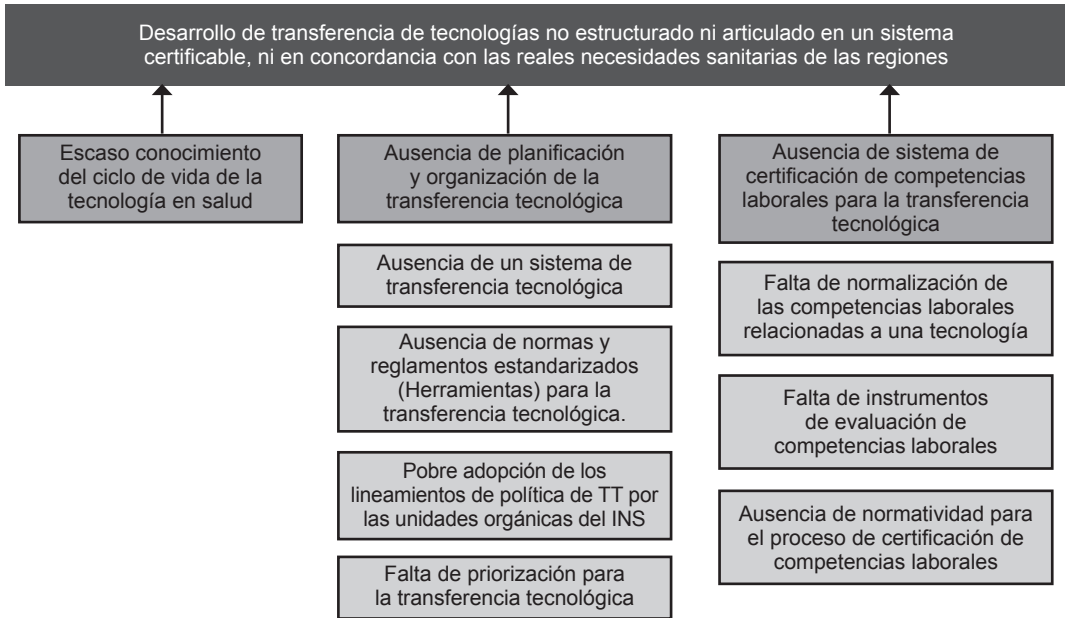 Desarrollo de transferencia de tecnologías no estructurado ni articulado en un sistema
certificable, ni en concordancia con las reales necesidades sanitarias de las regiones
Escaso conocimiento
del ciclo de vida de la
tecnología en salud
Ausencia de planificación
y organización de la
transferencia tecnológica
Ausencia de un sistema de
transferencia tecnológica
Ausencia de normas y
reglamentos estandarizados
(Herramientas) para la
transferencia tecnológica.
Pobre adopción de los
lineamientos de política de TT por
las unidades orgánicas del INS
Falta de priorización para
la transferencia tecnológica
Ausencia de sistema de
certificación de competencias
laborales para la transferencia
tecnológica
Falta de normalización de
las competencias laborales
relacionadas a una tecnología
Falta de instrumentos
de evaluación de
competencias laborales
Ausencia de normatividad para
el proceso de certificación de
competencias laborales